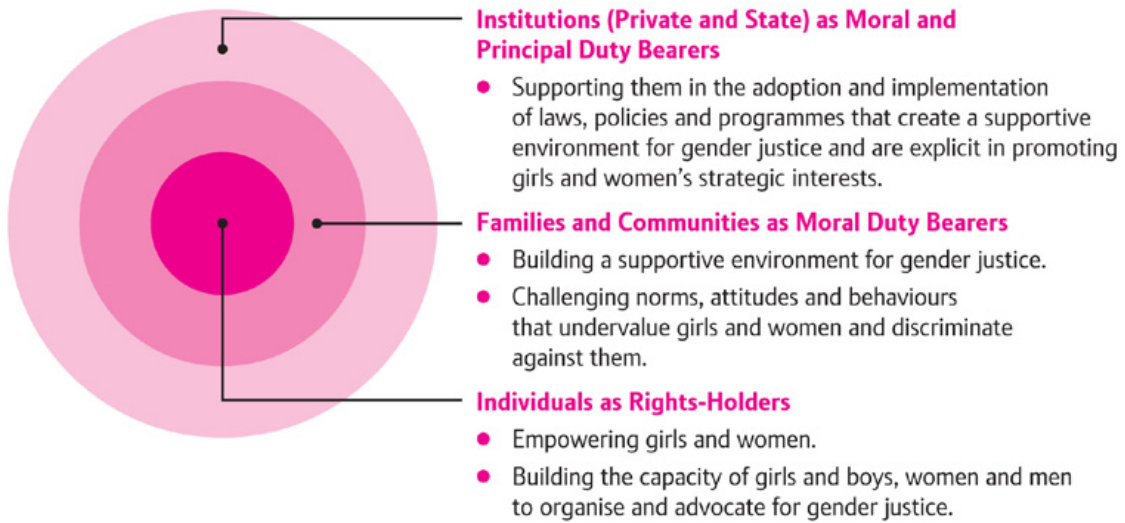 Institutions (Private and State) as Moral and
Principal Duty Bearers
● Supporting them in the adoption and implementation
of laws, policies and programmes that create a supportive
environment for gender justice and are explicit in promoting
girls and women's strategic interests.
Families and Communities as Moral Duty Bearers
● Building a supportive environment for gender justice.
● Challenging norms, attitudes and behaviours
that undervalue girls and women and discriminate
against them.
Individuals as Rights-Holders
● Empowering girls and women.
● Building the capacity of girls and boys, women and men
to organise and advocate for gender justice.